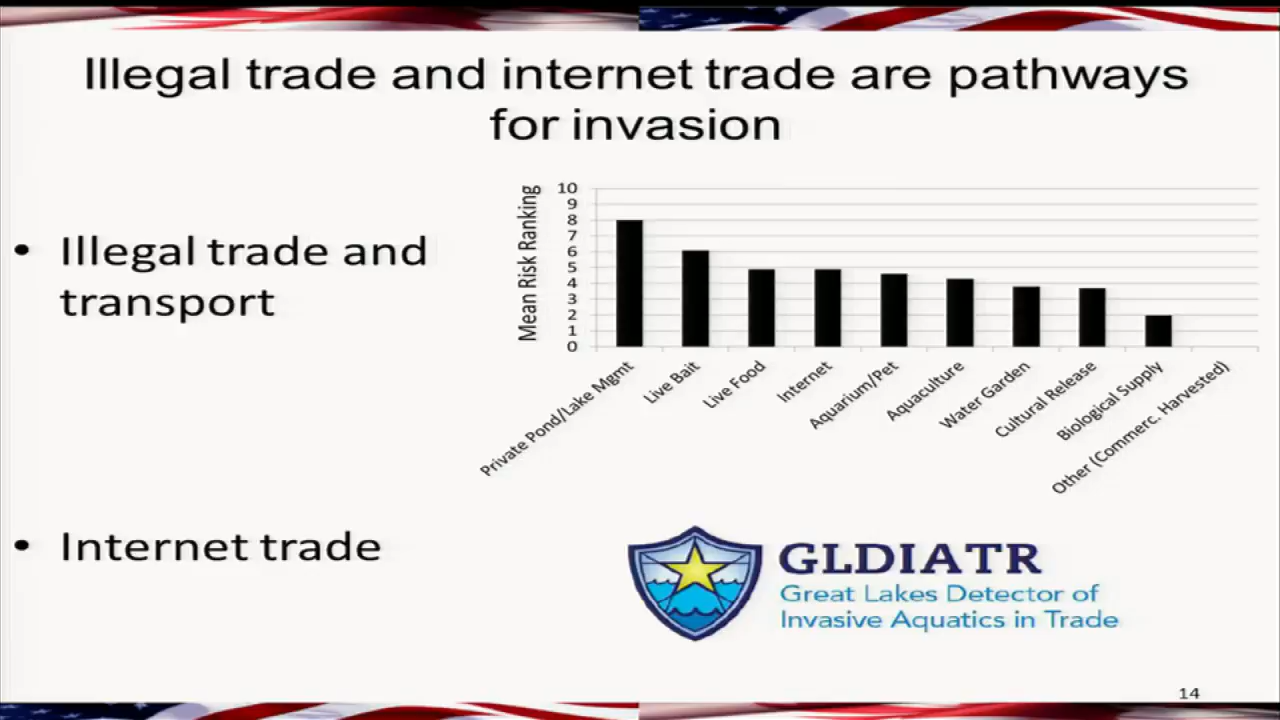 Illegal trade and internet trade are pathways
for invasion
• Illegal trade and
transport
Mean Risk Ranking
10
9
8
7
6
5
4
3
2
1
0
Private Pond/Lake Mgmt
Live Bait
Live Food
Internet
Aquarium/Pet
Aquaculture
Water Garden
Cultural Release
Biological Supply
Other (Commerc. Harvested)
• Internet trade
GLDIATR
Great Lakes Detector of
Invasive Aquatics in Trade
14